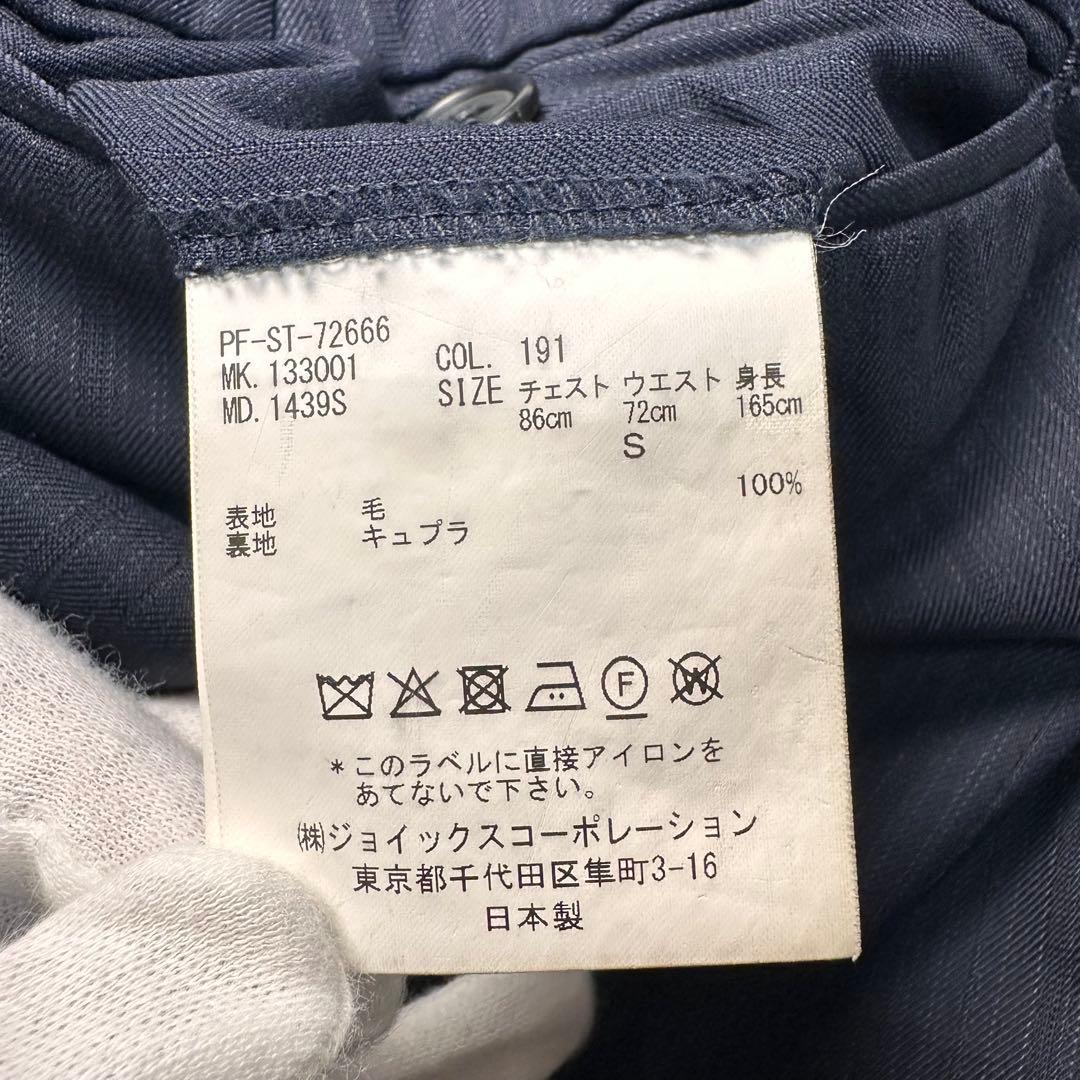 PF-ST-72666
MK. 133001
MD. 1439S
COL. 191
SIZE チェスト ウエスト 身長
86cm 72cm 165cm
S
100%
表地 毛
裏地 キュプラ
F
W
*このラベルに直接アイロンを
あてないで下さい。
㈱ジョイックスコーポレーション
東京都千代田区隼町3-16
日本製